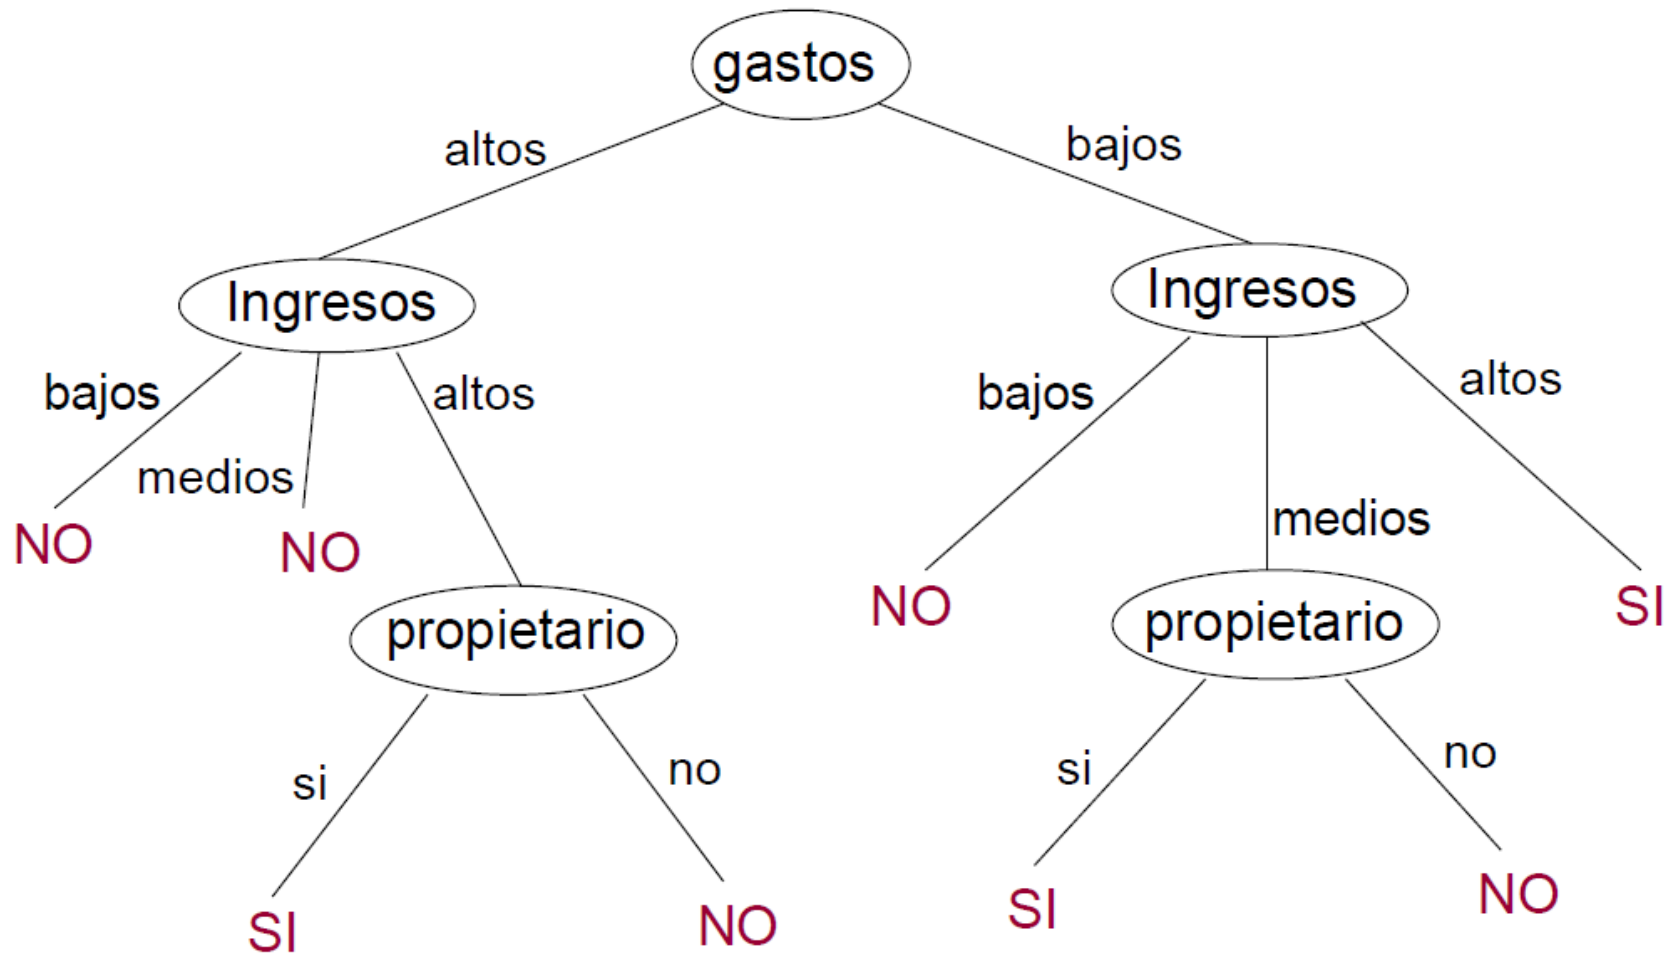 gastos
altos
bajos
Ingresos
Ingresos
bajos
medios
altos
bajos
medios
altos
NO
NO
propietario
NO
propietario
SI
si
no
si
no
SI
NO
SI
NO